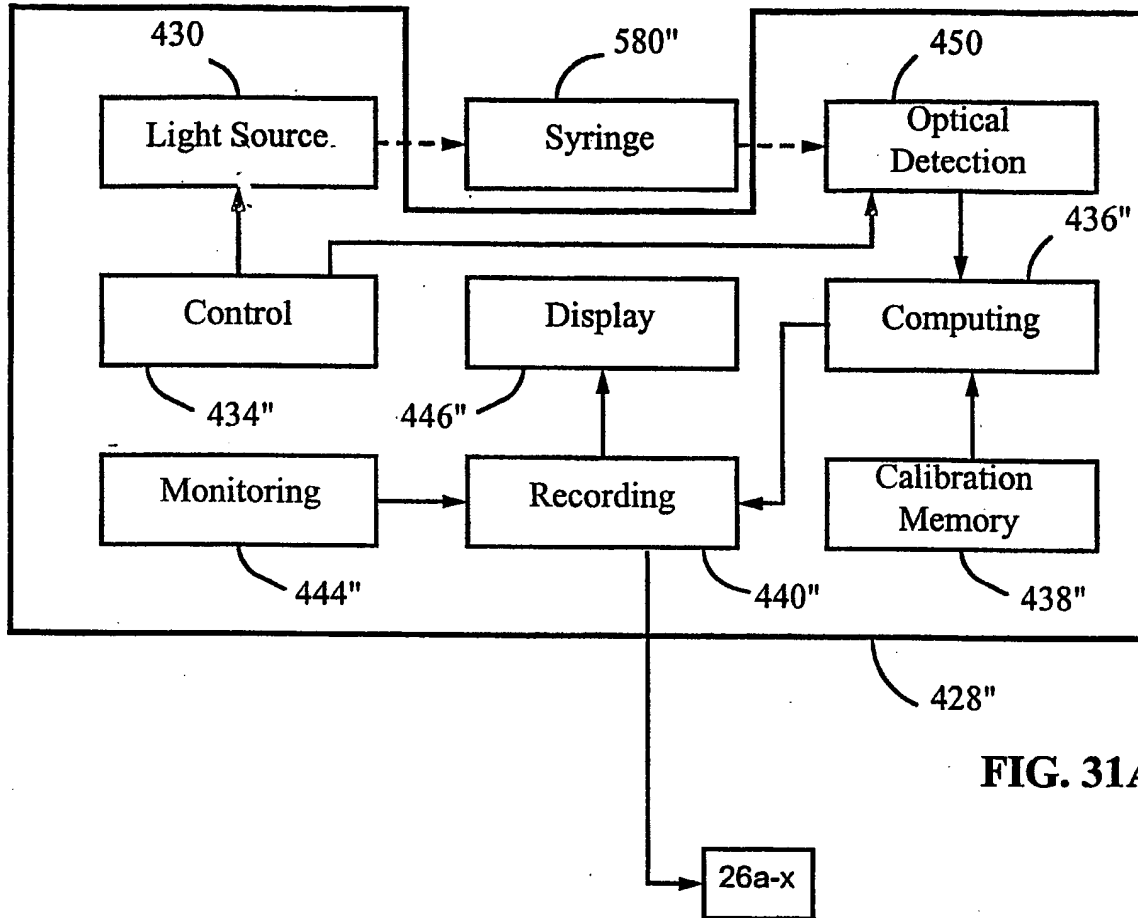 430
580"
450
Light Source.
Syringe
Optical
Detection
436"
Control
Display
Computing
434"
446"
Monitoring
Recording
Calibration
Memory
444"
440"
438"
428"
FIG. 31A
26a-x